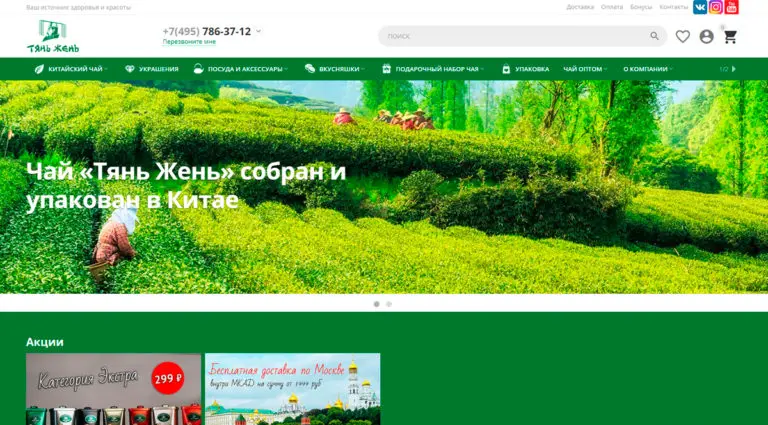 Ваш источник здоровья и красоты
Доставка Оплата Бонусы Контакты
ТЯНЬ ЖЕНЬ
+7(495) 786-37-12
Перезвоните мне
ПОИСК
0
КИТАЙСКИЙ ЧАЙ УКРАШЕНИЯ ПОСУДА И АКСЕССУАРЫ ВКУСНЯШКИ ПОДАРОЧНЫЙ НАБОР ЧАЯ УПАКОВКА ЧАЙ ОПТОМ О КОМПАНИИ 1/2
Чай «Тянь Жень» собран и
упакован в Китае
Акции
Категория Экстра
299 ₽
Бесплатная доставка по Москве
внутри МКАД на сумму от 1999 руб